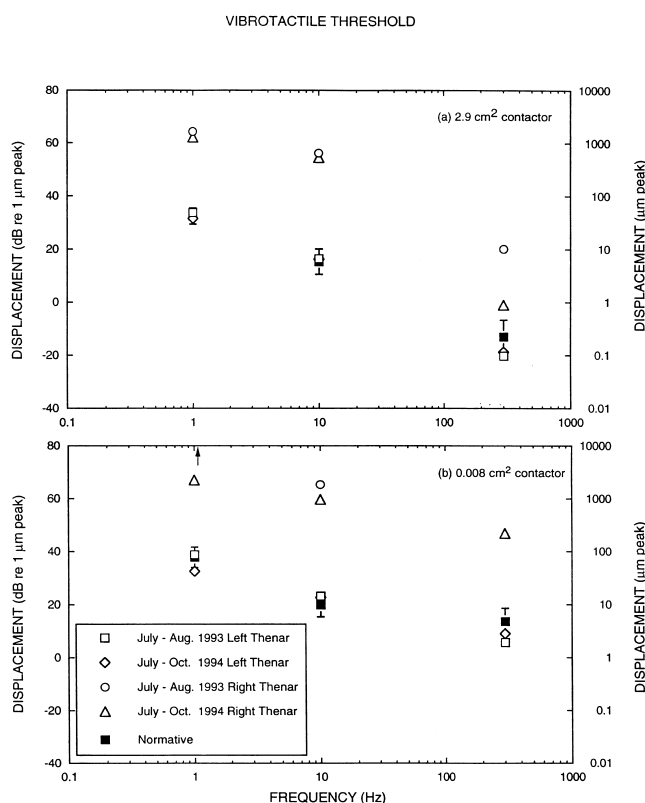 VIBROTACTILE THRESHOLD
(a) 2.9 cm² contactor
DISPLACEMENT (dB re 1 μm peak)
80
60
40
20
0
-20
-40
10000
1000
100
10
1
0.1
0.01
DISPLACEMENT (μm peak)
0.1
1
10
100
1000
(b) 0.008 cm² contactor
DISPLACEMENT (dB re 1 μm peak)
80
60
40
20
0
-20
-40
10000
1000
100
10
1
0.1
0.01
DISPLACEMENT (μm peak)
July - Aug. 1993 Left Thenar
July - Oct. 1994 Left Thenar
July - Aug. 1993 Right Thenar
July - Oct. 1994 Right Thenar
Normative
0.1
1
10
100
1000
FREQUENCY (Hz)